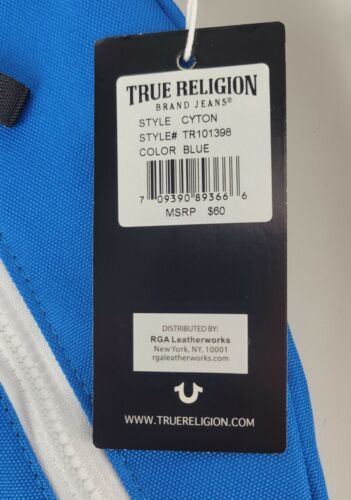 TRUE RELIGION
BRAND JEANS®
STYLE CYTON
STYLE# TR101398
COLOR BLUE
7 09390 89366 6
MSRP $60
DISTRIBUTED BY:
RGA Leatherworks
New York, NY, 10001
rgaleatherworks.com
WWW.TRUERELIGION.COM